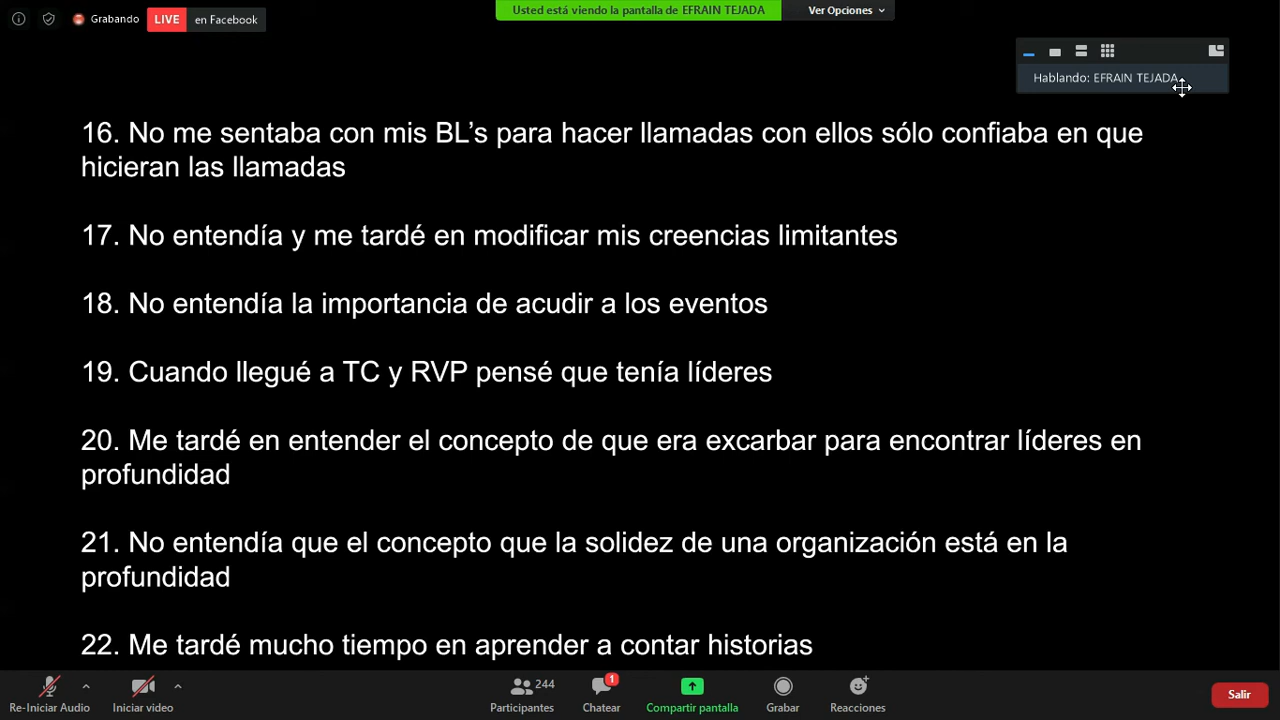 Grabando
LIVE en Facebook
Usted está viendo la pantalla de EFRAIN TEJADA
Ver Opciones
Hablando: EFRAIN TEJADA
16. No me sentaba con mis BL’s para hacer llamadas con ellos sólo confiaba en que
hicieran las llamadas
17. No entendía y me tardé en modificar mis creencias limitantes
18. No entendía la importancia de acudir a los eventos
19. Cuando llegué a TC y RVP pensé que tenía líderes
20. Me tardé en entender el concepto de que era excarbar para encontrar líderes en
profundidad
21. No entendía que el concepto que la solidez de una organización está en la
profundidad
22. Me tardé mucho tiempo en aprender a contar historias
244
1
Re-Iniciar Audio
Iniciar video
Participantes
Chatear
Compartir pantalla
Grabar
Reacciones
Salir